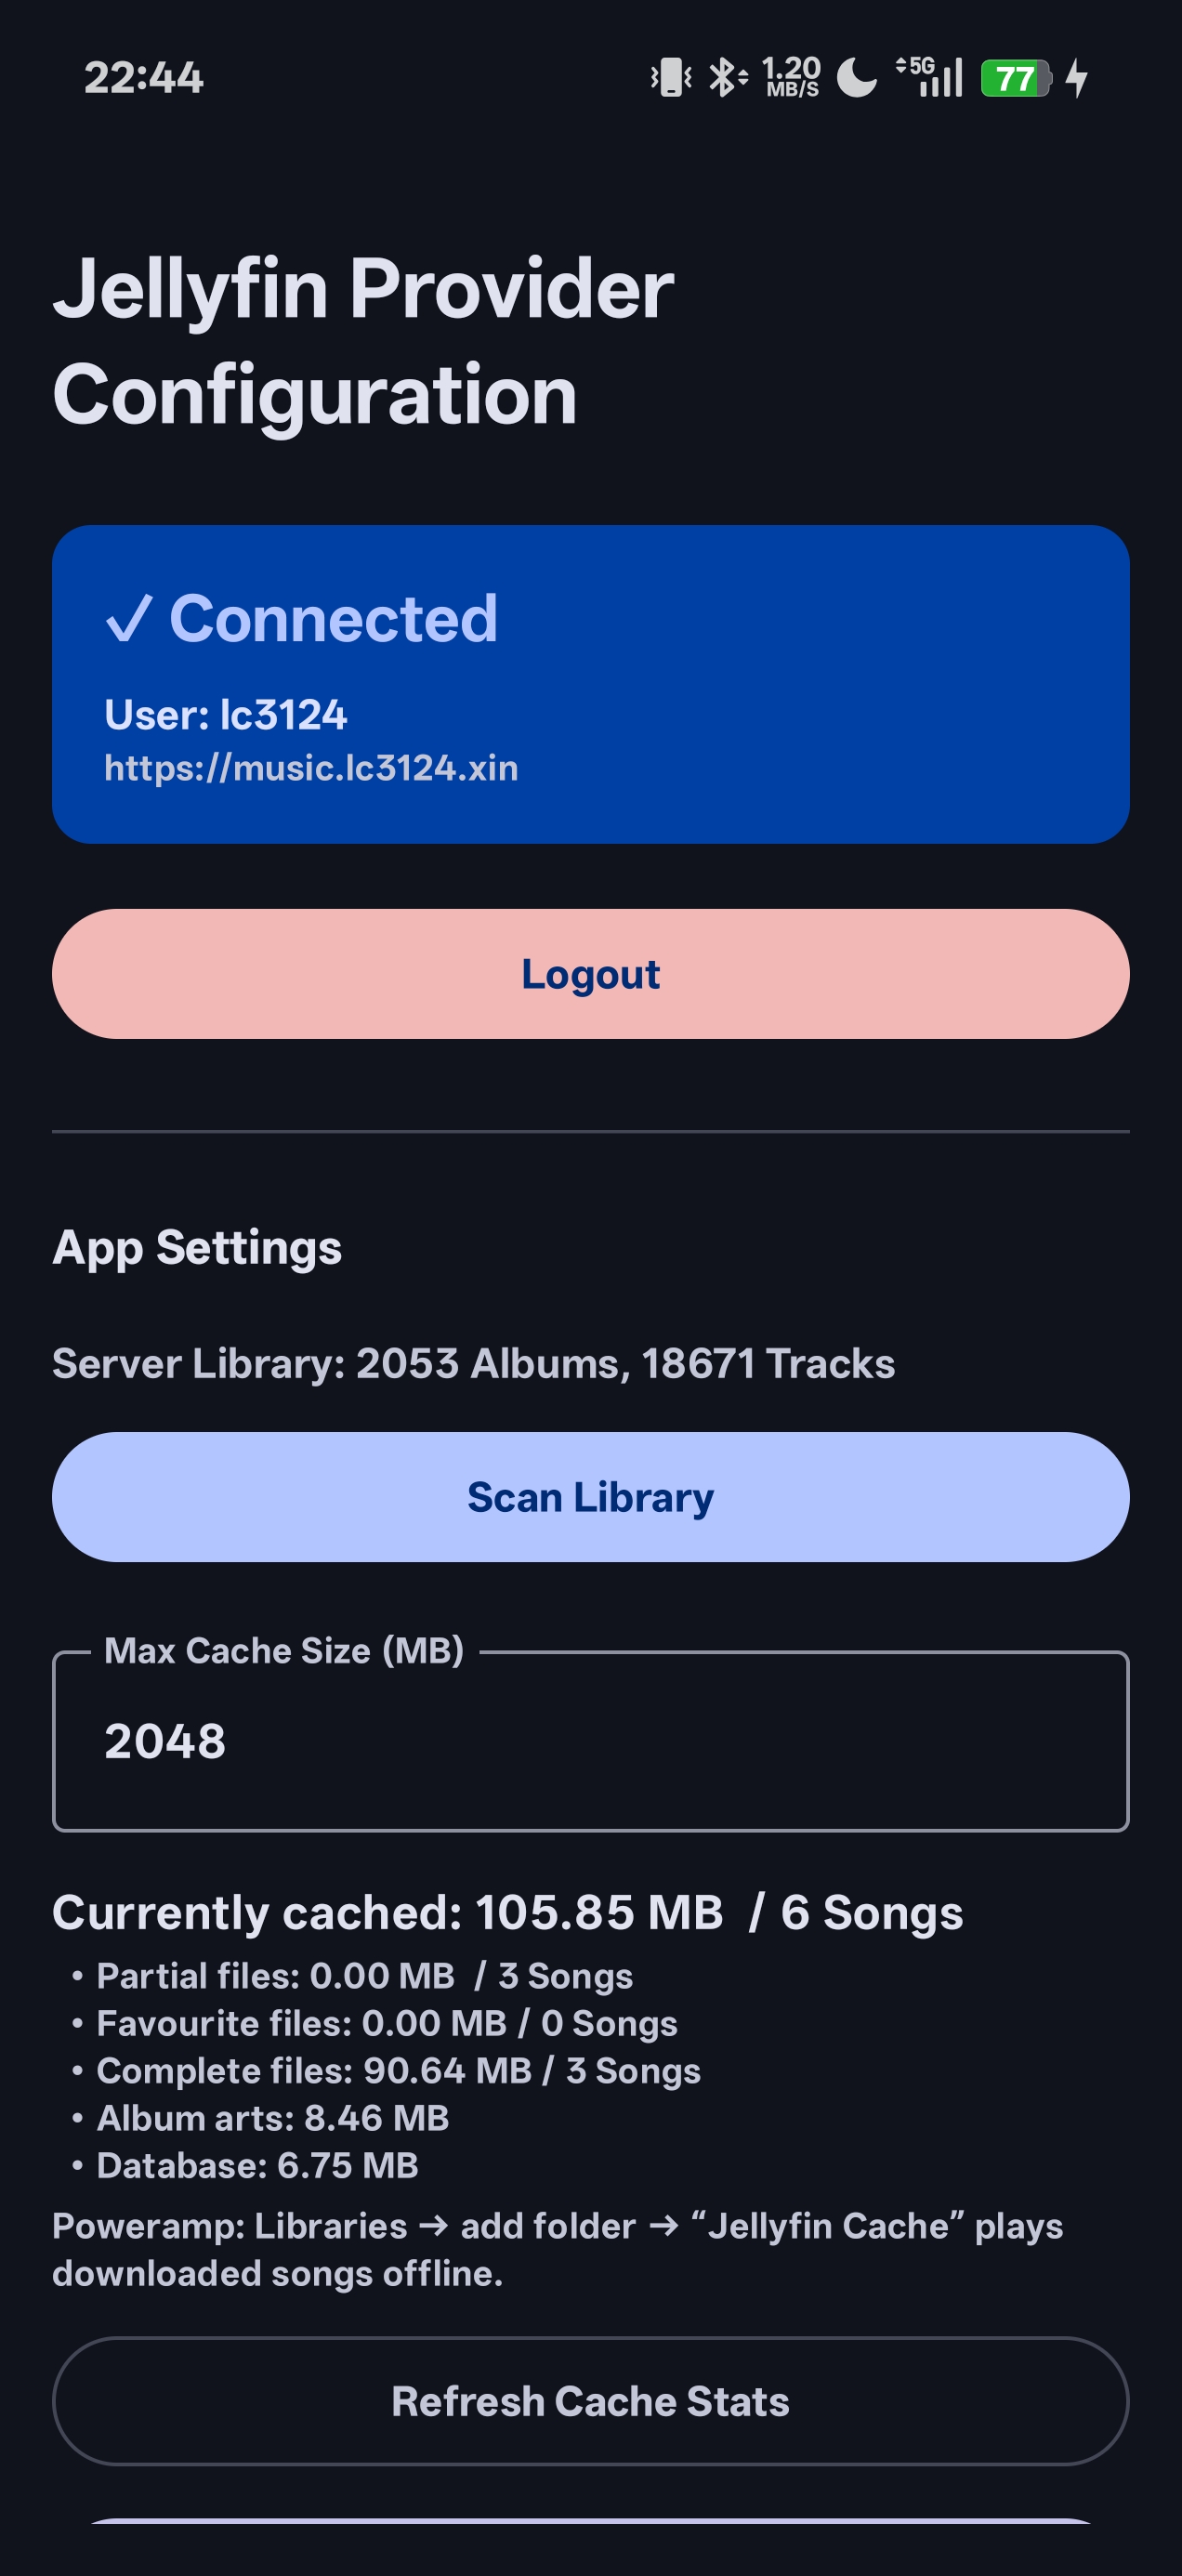 22:44
1.20
MB/S
5G
77
Jellyfin Provider
Configuration
✓ Connected
User: lc3124
https://music.lc3124.xin
Logout
App Settings
Server Library: 2053 Albums, 18671 Tracks
Scan Library
Max Cache Size (MB)
2048
Currently cached: 105.85 MB / 6 Songs
• Partial files: 0.00 MB / 3 Songs
• Favourite files: 0.00 MB / 0 Songs
• Complete files: 90.64 MB / 3 Songs
• Album arts: 8.46 MB
• Database: 6.75 MB
Poweramp: Libraries → add folder → “Jellyfin Cache” plays
downloaded songs offline.
Refresh Cache Stats